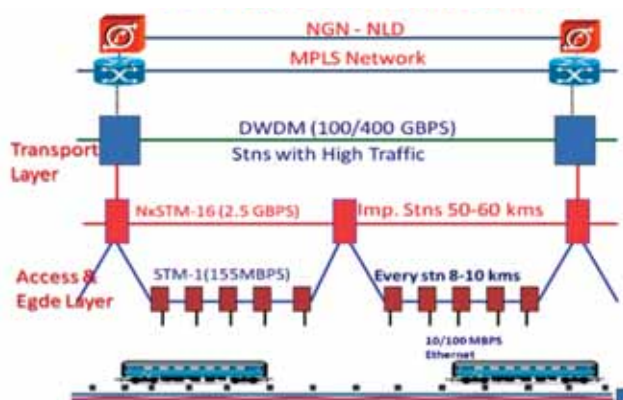 NGN - NLD
MPLS Network
DWDM (100/400 GBPS)
Stns with High Traffic
Transport
Layer
NxSTM-16 (2.5 GBPS)
Imp. Stns 50-60 kms
Access &
Egde Layer
STM-1(155MBPS)
Every stn 8-10 kms
10/100 MBPS
Ethernet